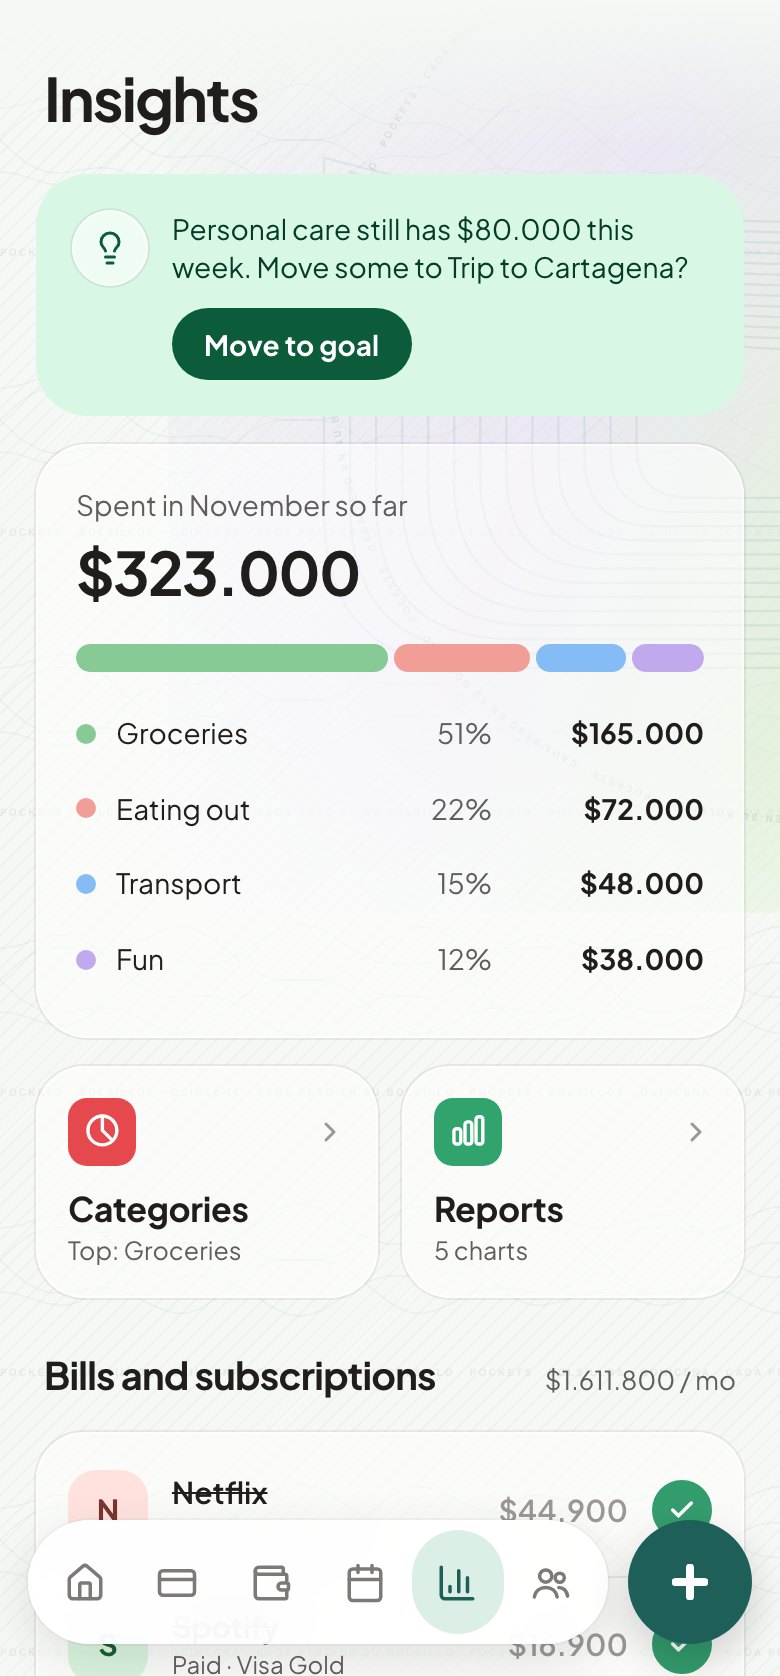 Insights
Personal care still has $80.000 this
week. Move some to Trip to Cartagena?
Move to goal
Spent in November so far
$323.000
Groceries 51% $165.000
Eating out 22% $72.000
Transport 15% $48.000
Fun 12% $38.000
Categories
Top: Groceries
Reports
5 charts
Bills and subscriptions $1.611.800 / mo
N Netflix $44.900
S Spotify $16.900
Paid · Visa Gold